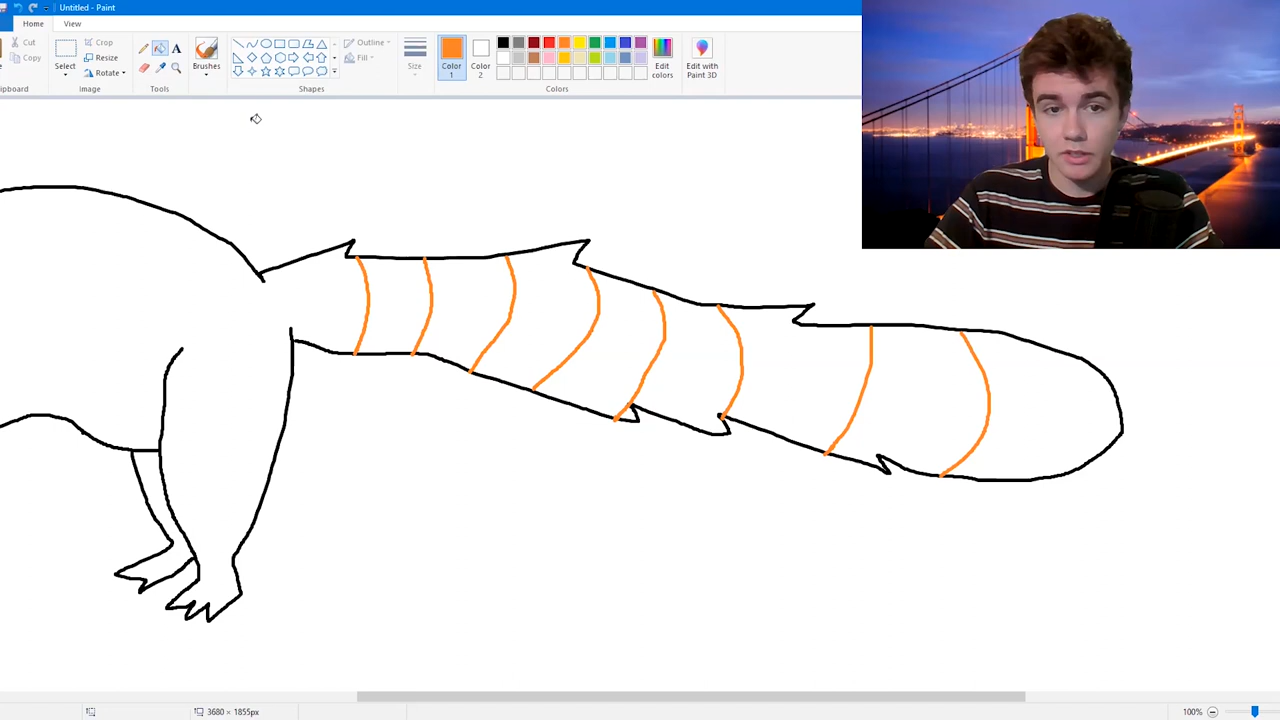 Untitled - Paint
Home
View
Cut
Copy
lipboard
Select
Crop
Resize
Rotate
Image
A
Tools
Brushes
Outline
Fill
Shapes
Size
Color
1
Color
2
Edit
colors
Colors
Edit with
Paint 3D
3680 × 1855px
100%